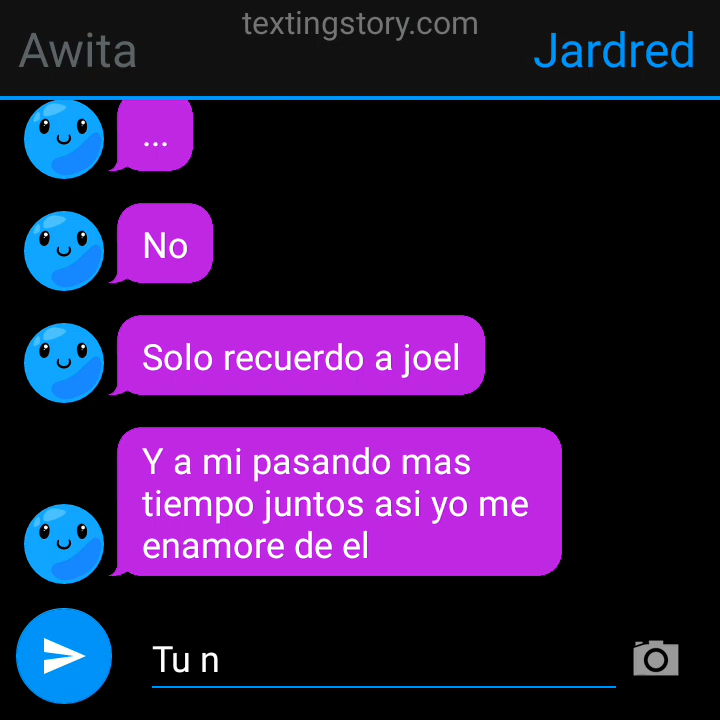 textingstory.com
Awita
Jardred
...
No
Solo recuerdo a joel
Y a mi pasando mas
tiempo juntos asi yo me
enamore de el
Tu n